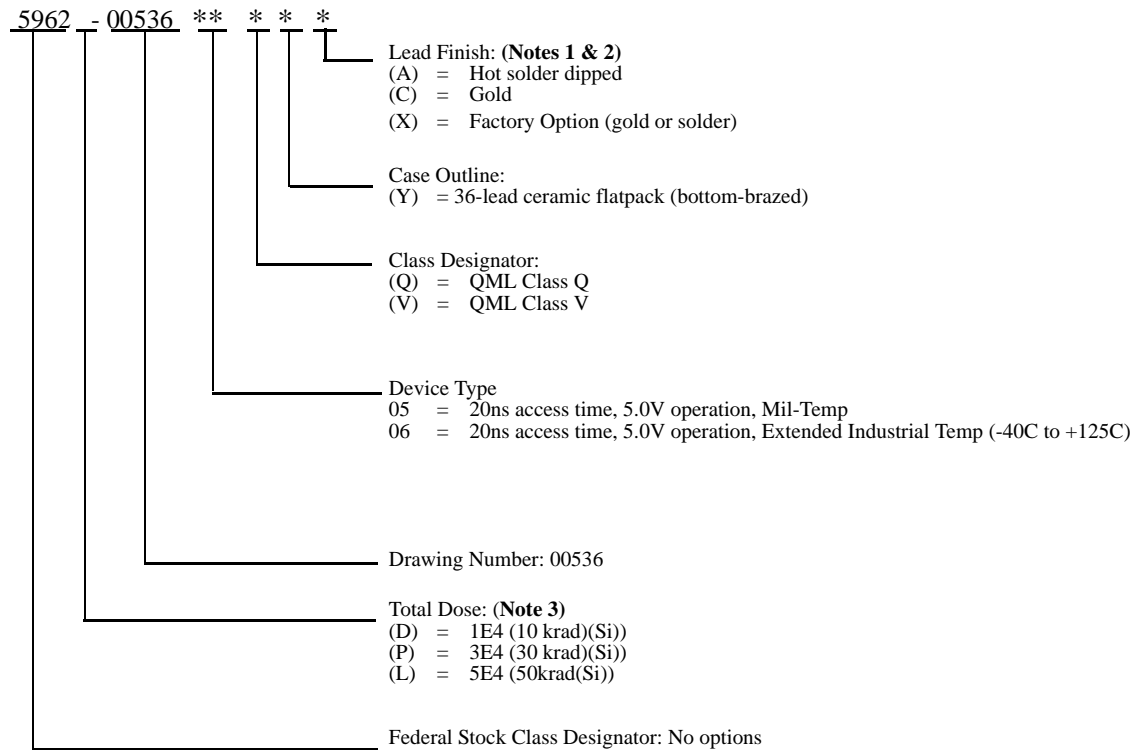 5962 - 00536 ** * * *
Lead Finish: (Notes 1 & 2)
(A) = Hot solder dipped
(C) = Gold
(X) = Factory Option (gold or solder)
Case Outline:
(Y) = 36-lead ceramic flatpack (bottom-brazed)
Class Designator:
(Q) = QML Class Q
(V) = QML Class V
Device Type
05 = 20ns access time, 5.0V operation, Mil-Temp
06 = 20ns access time, 5.0V operation, Extended Industrial Temp (-40C to +125C)
Drawing Number: 00536
Total Dose: (Note 3)
(D) = 1E4 (10 krad)(Si))
(P) = 3E4 (30 krad)(Si))
(L) = 5E4 (50krad(Si))
Federal Stock Class Designator: No options